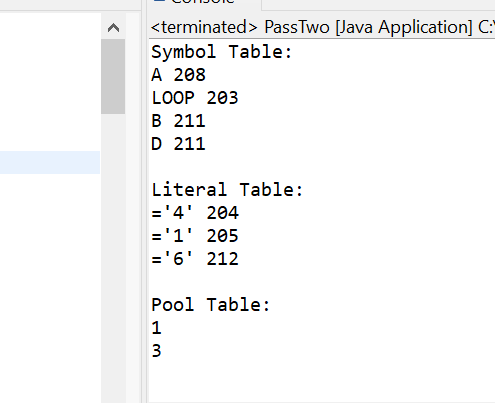 Console
<terminated> PassTwo [Java Application] C:\
Symbol Table:
A 208
LOOP 203
B 211
D 211
Literal Table:
='4' 204
='1' 205
='6' 212
Pool Table:
1
3